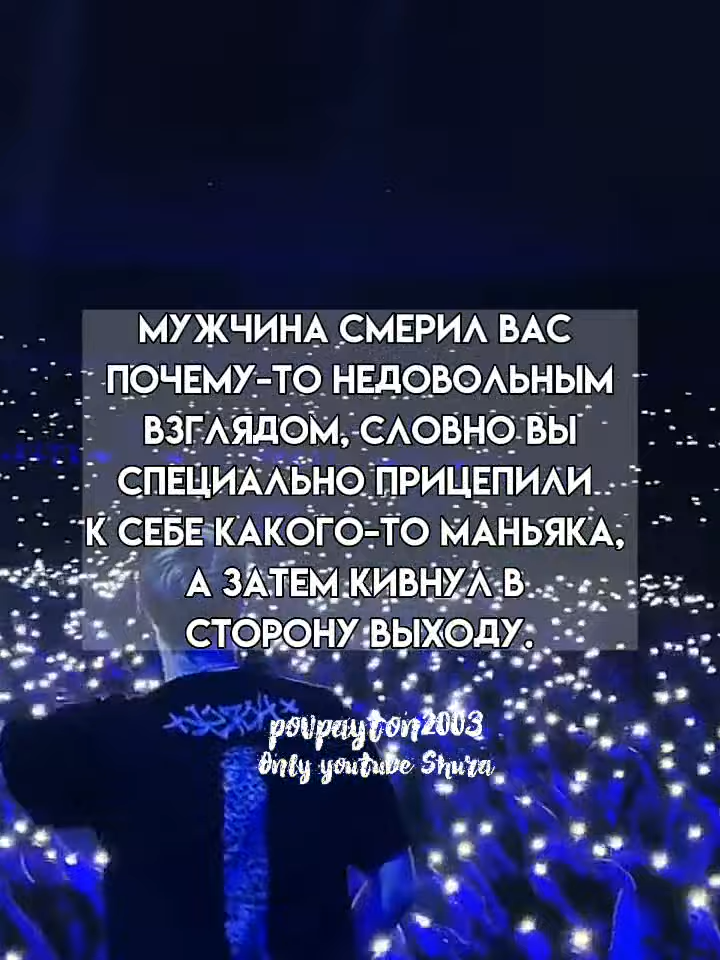 МУЖЧИНА СМЕРИЛ ВАС
ПОЧЕМУ-ТО НЕДОВОЛЬНЫМ
ВЗГЛЯДОМ, СЛОВНО ВЫ
СПЕЦИАЛЬНО ПРИЦЕПИЛИ
К СЕБЕ КАКОГО-ТО МАНЬЯКА,
А ЗАТЕМ КИВНУЛ В
СТОРОНУ ВЫХОДУ.
povpayton2003
Only youtube Shura